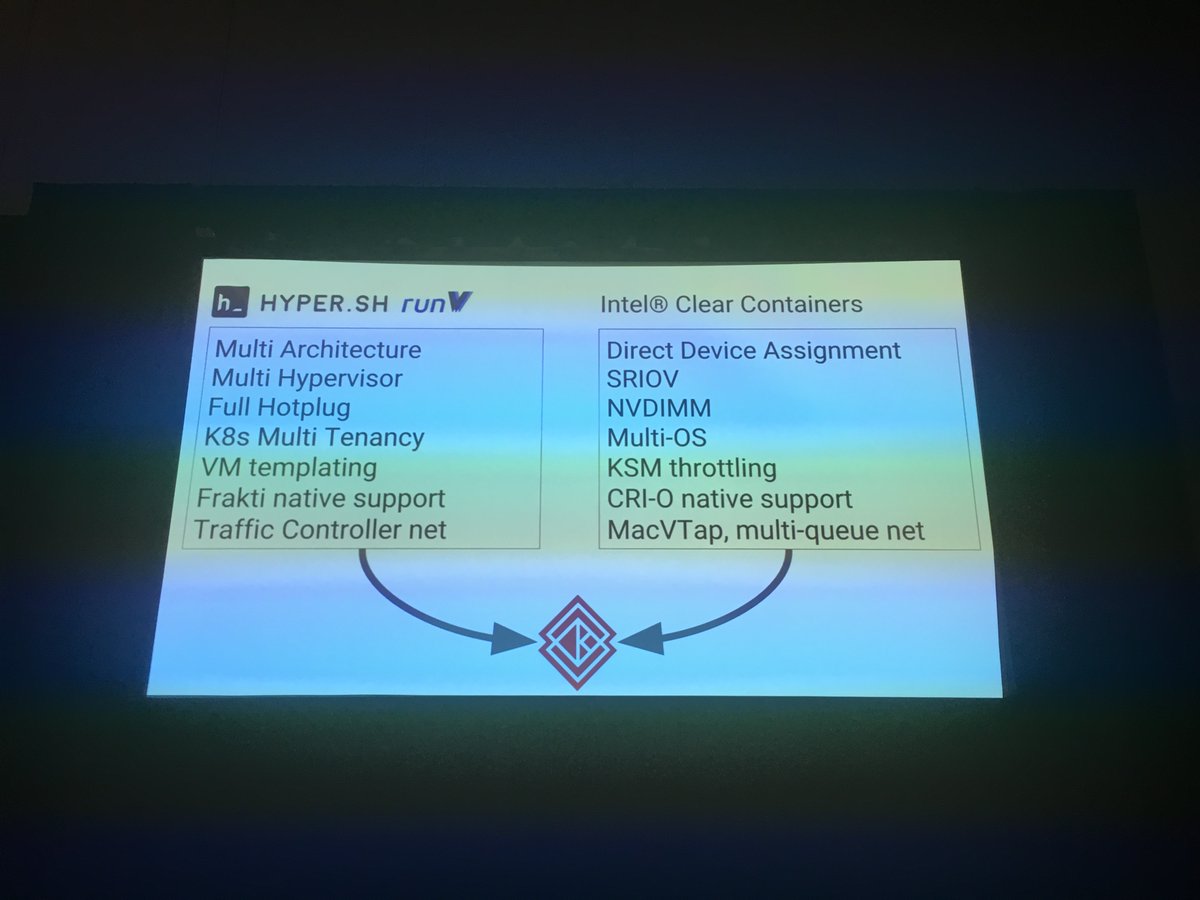 h_ HYPER.SH runV
Multi Architecture
Multi Hypervisor
Full Hotplug
K8s Multi Tenancy
VM templating
Frakti native support
Traffic Controller net
Intel® Clear Containers
Direct Device Assignment
SRIOV
NVDIMM
Multi-OS
KSM throttling
CRI-O native support
MacVTap, multi-queue net